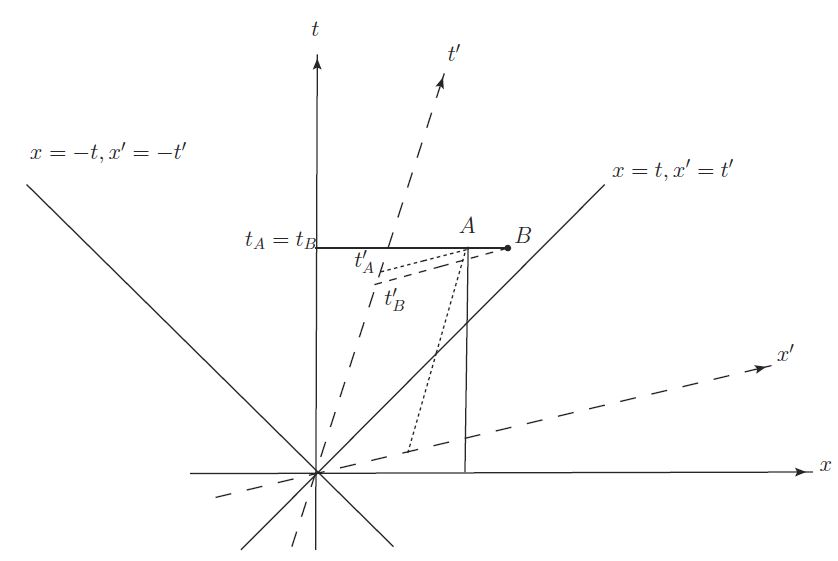 t
t′
x = −t, x′ = −t′
x = t, x′ = t′
A
B
t_A = t_B
t′_A
t′_B
x′
x